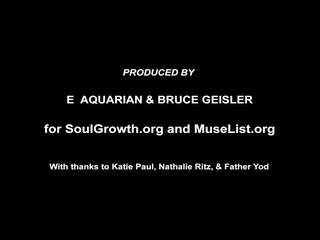 PRODUCED BY
E AQUARIAN & BRUCE GEISLER
for SoulGrowth.org and MuseList.org
With thanks to Katie Paul, Nathalie Ritz, & Father Yod